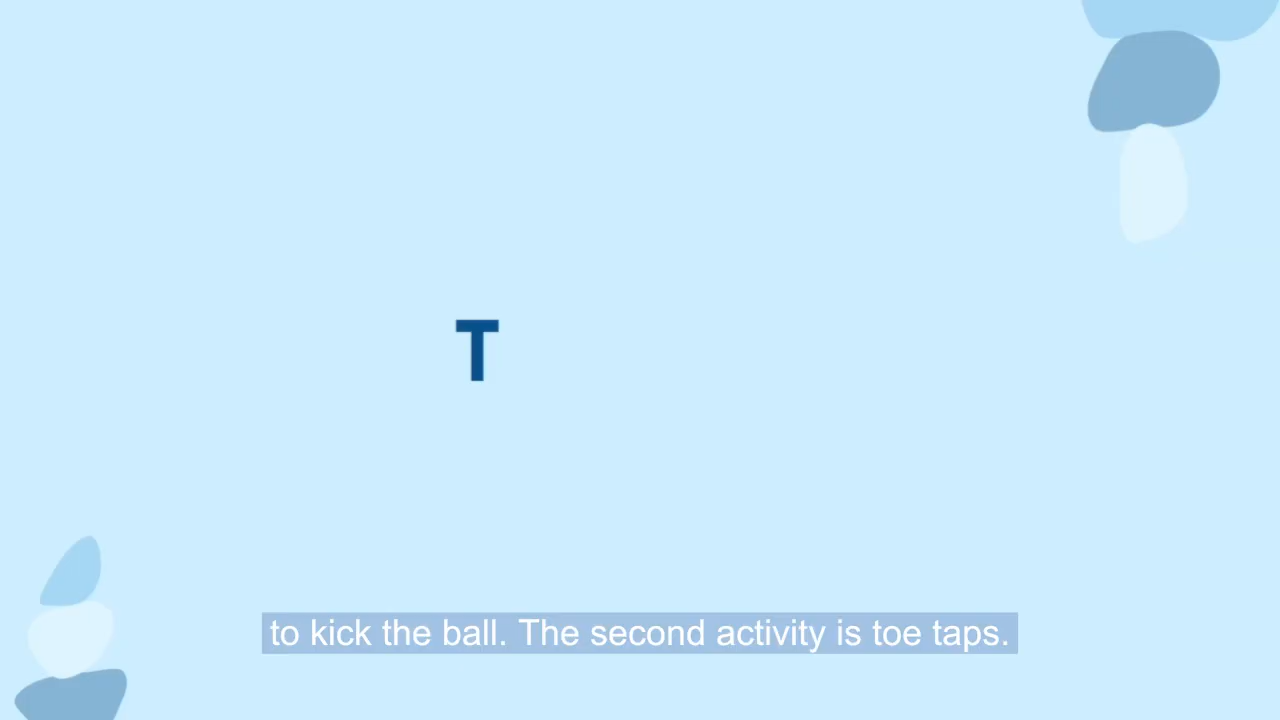 T
to kick the ball. The second activity is toe taps.